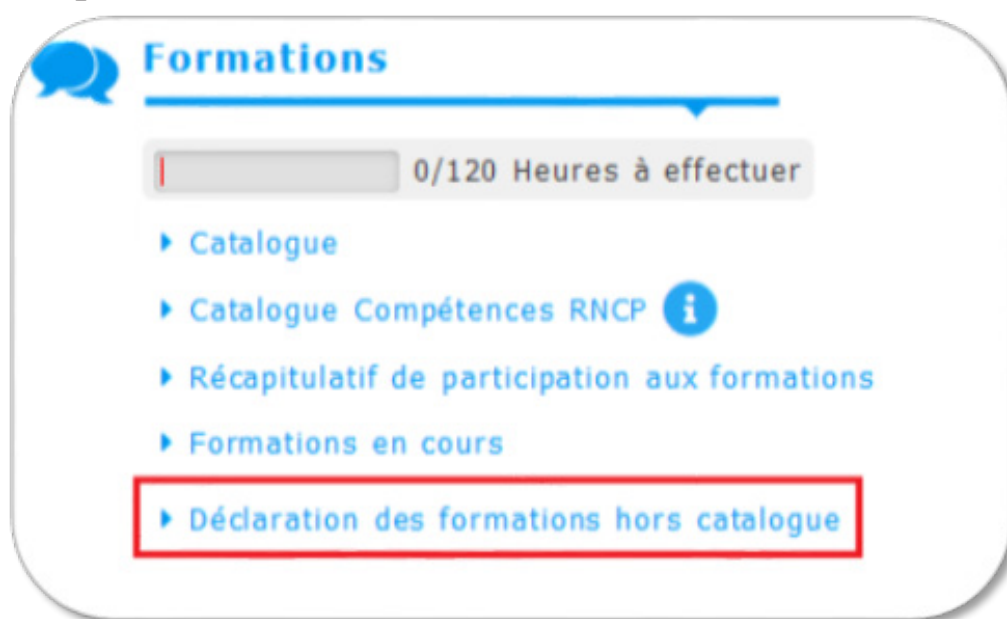 Formations
0/120 Heures à effectuer
Catalogue
Catalogue Compétences RNCP
Récapitulatif de participation aux formations
Formations en cours
Déclaration des formations hors catalogue